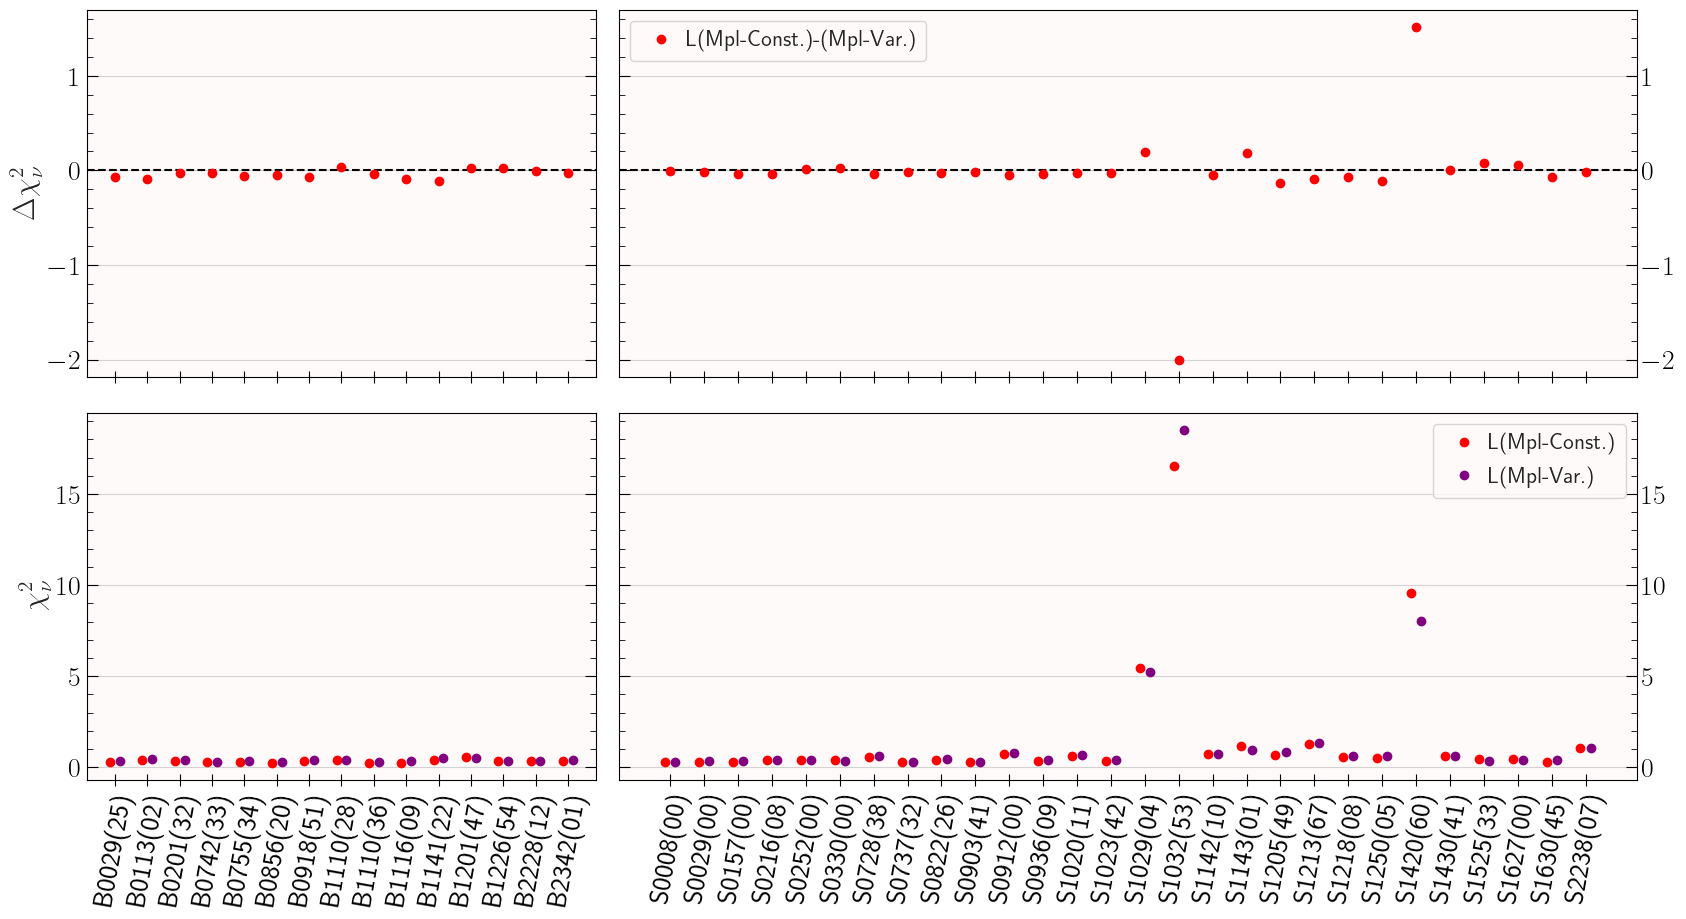 L(Mpl-Const.)-(Mpl-Var.)
Δχ²ᵥ
1
0
−1
−2
1
0
−1
−2
L(Mpl-Const.)
L(Mpl-Var.)
χ²ᵥ
15
10
5
0
15
10
5
0
B0029(25)
B0113(02)
B0201(32)
B0742(33)
B0755(34)
B0856(20)
B0918(51)
B1110(28)
B1110(36)
B1116(09)
B1141(22)
B1201(47)
B1226(54)
B2228(12)
B2342(01)
S0008(00)
S0029(00)
S0157(00)
S0216(08)
S0252(00)
S0330(00)
S0728(38)
S0737(32)
S0822(26)
S0903(41)
S0912(00)
S0936(09)
S1020(11)
S1023(42)
S1029(04)
S1032(53)
S1142(10)
S1143(01)
S1205(49)
S1213(67)
S1218(08)
S1250(05)
S1420(60)
S1430(41)
S1525(33)
S1627(00)
S1630(45)
S2238(07)